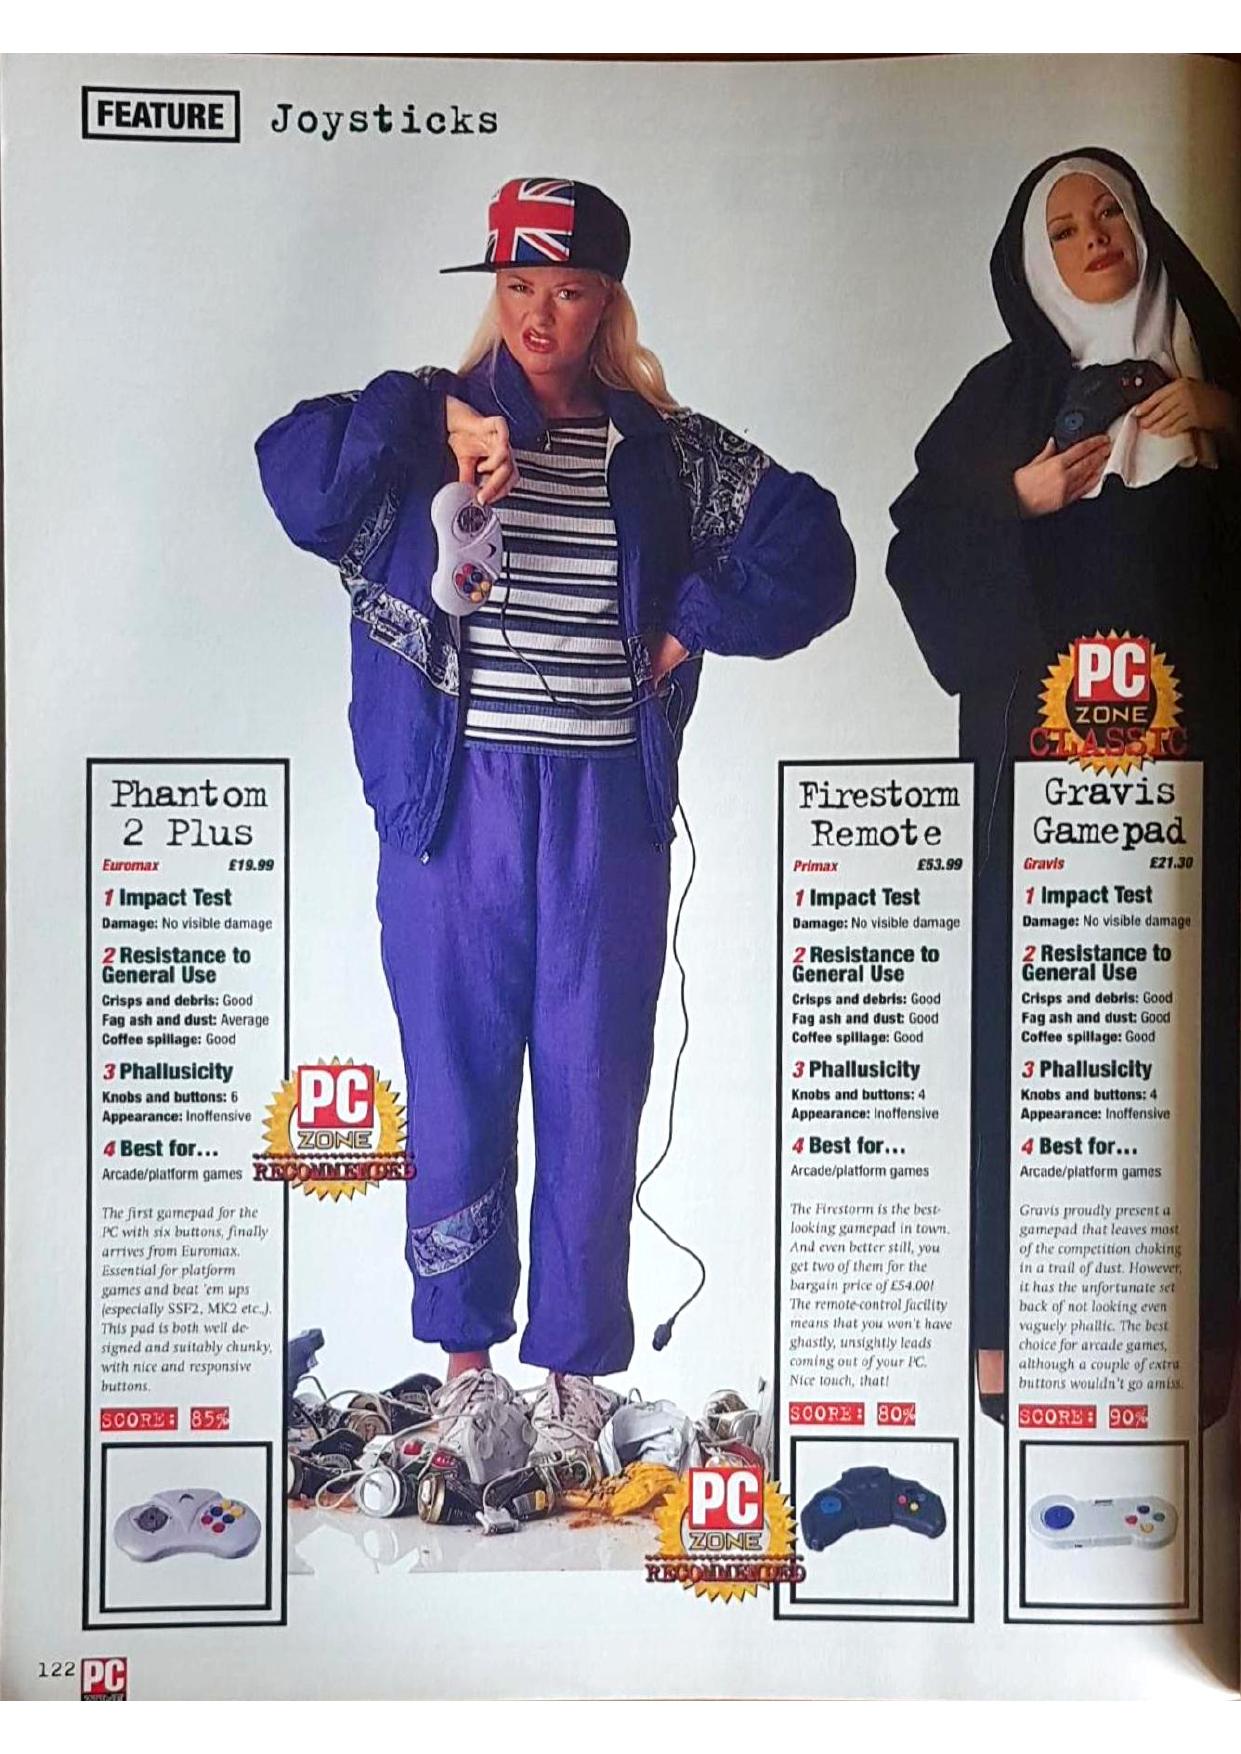 FEATURE Joysticks
PC
ZONE
CLASSIC
Phantom
2 Plus
Euromax £19.99
1 Impact Test
Damage: No visible damage
2 Resistance to
General Use
Crisps and debris: Good
Fag ash and dust: Average
Coffee spillage: Good
3 Phallusicity
Knobs and buttons: 6
Appearance: Inoffensive
4 Best for...
Arcade/platform games
The first gamepad for the
PC with six buttons, finally
arrives from Euromax.
Essential for platform
games and beat 'em ups
(especially SSF2, MK2 etc.,).
This pad is both well de-
signed and suitably chunky,
with nice and responsive
buttons.
SCORE: 85%
PC
ZONE
RECOMMENDED
Firestorm
Remote
Primax £53.99
1 Impact Test
Damage: No visible damage
2 Resistance to
General Use
Crisps and debris: Good
Fag ash and dust: Good
Coffee spillage: Good
3 Phallusicity
Knobs and buttons: 4
Appearance: Inoffensive
4 Best for...
Arcade/platform games
The Firestorm is the best-
looking gamepad in town.
And even better still, you
get two of them for the
bargain price of £54.00!
The remote-control facility
means that you won't have
ghastly, unsightly leads
coming out of your PC.
Nice touch, that!
SCORE: 80%
PC
ZONE
RECOMMENDED
Gravis
Gamepad
Gravis £21.30
1 Impact Test
Damage: No visible damage
2 Resistance to
General Use
Crisps and debris: Good
Fag ash and dust: Good
Coffee spillage: Good
3 Phallusicity
Knobs and buttons: 4
Appearance: Inoffensive
4 Best for...
Arcade/platform games
Gravis proudly present a
gamepad that leaves most
of the competition choking
in a trail of dust. However,
it has the unfortunate set
back of not looking even
vaguely phallic. The best
choice for arcade games,
although a couple of extra
buttons wouldn't go amiss.
SCORE: 90%
122 PC